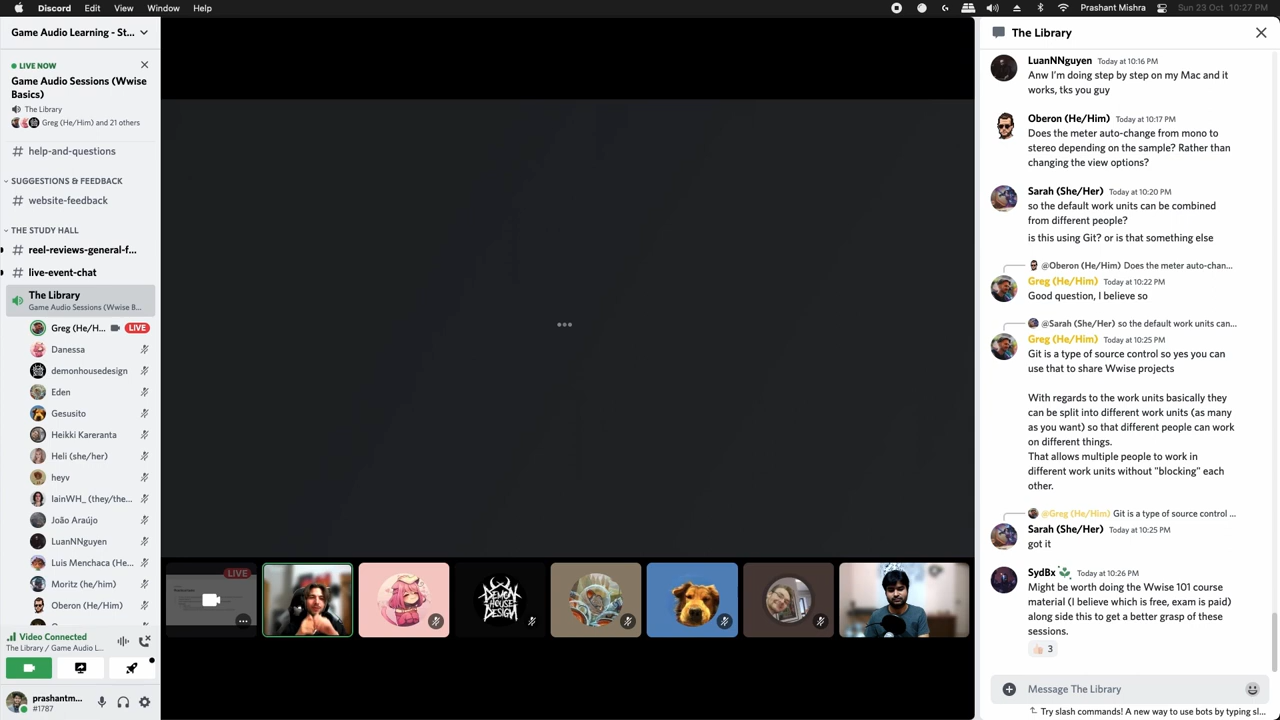 Discord Edit View Window Help
Prashant Mishra Sun 23 Oct 10:27 PM
Game Audio Learning - St...
LIVE NOW
Game Audio Sessions (Wwise
Basics)
The Library
Greg (He/Him) and 21 others
# help-and-questions
SUGGESTIONS & FEEDBACK
# website-feedback
THE STUDY HALL
# reel-reviews-general-f...
# live-event-chat
The Library
Game Audio Sessions (Wwise B...
Greg (He/H... LIVE
Danessa
demonhousedesign
Eden
Gesusito
Heikki Kareranta
Heli (she/her)
heyv
IainWH_ (they/the...
João Araújo
LuanNNguyen
Luis Menchaca (He...
Moritz (he/him)
Oberon (He/Him)
Video Connected
The Library / Game Audio L...
prashantm...
#1787
LIVE
DEMON
HOUSE
DESIGN
The Library
LuanNNguyen Today at 10:16 PM
Anw I'm doing step by step on my Mac and it
works, tks you guy
Oberon (He/Him) Today at 10:17 PM
Does the meter auto-change from mono to
stereo depending on the sample? Rather than
changing the view options?
Sarah (She/Her) Today at 10:20 PM
so the default work units can be combined
from different people?
is this using Git? or is that something else
@Oberon (He/Him) Does the meter auto-chan...
Greg (He/Him) Today at 10:22 PM
Good question, I believe so
@Sarah (She/Her) so the default work units can...
Greg (He/Him) Today at 10:25 PM
Git is a type of source control so yes you can
use that to share Wwise projects
With regards to the work units basically they
can be split into different work units (as many
as you want) so that different people can work
on different things.
That allows multiple people to work in
different work units without "blocking" each
other.
@Greg (He/Him) Git is a type of source control ...
Sarah (She/Her) Today at 10:25 PM
got it
SydBx Today at 10:26 PM
Might be worth doing the Wwise 101 course
material (I believe which is free, exam is paid)
along side this to get a better grasp of these
sessions.
3
Message The Library
Try slash commands! A new way to use bots by typing sl...